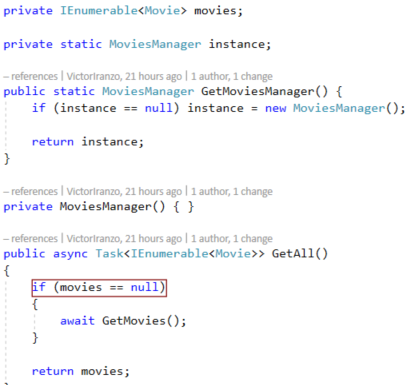 private IEnumerable<Movie> movies;
private static MoviesManager instance;
– references | VictorIranzo, 21 hours ago | 1 author, 1 change
public static MoviesManager GetMoviesManager() {
if (instance == null) instance = new MoviesManager();
return instance;
}
– references | VictorIranzo, 21 hours ago | 1 author, 1 change
private MoviesManager() { }
– references | VictorIranzo, 21 hours ago | 1 author, 1 change
public async Task<IEnumerable<Movie>> GetAll()
{
if (movies == null)
{
await GetMovies();
}
return movies;
}